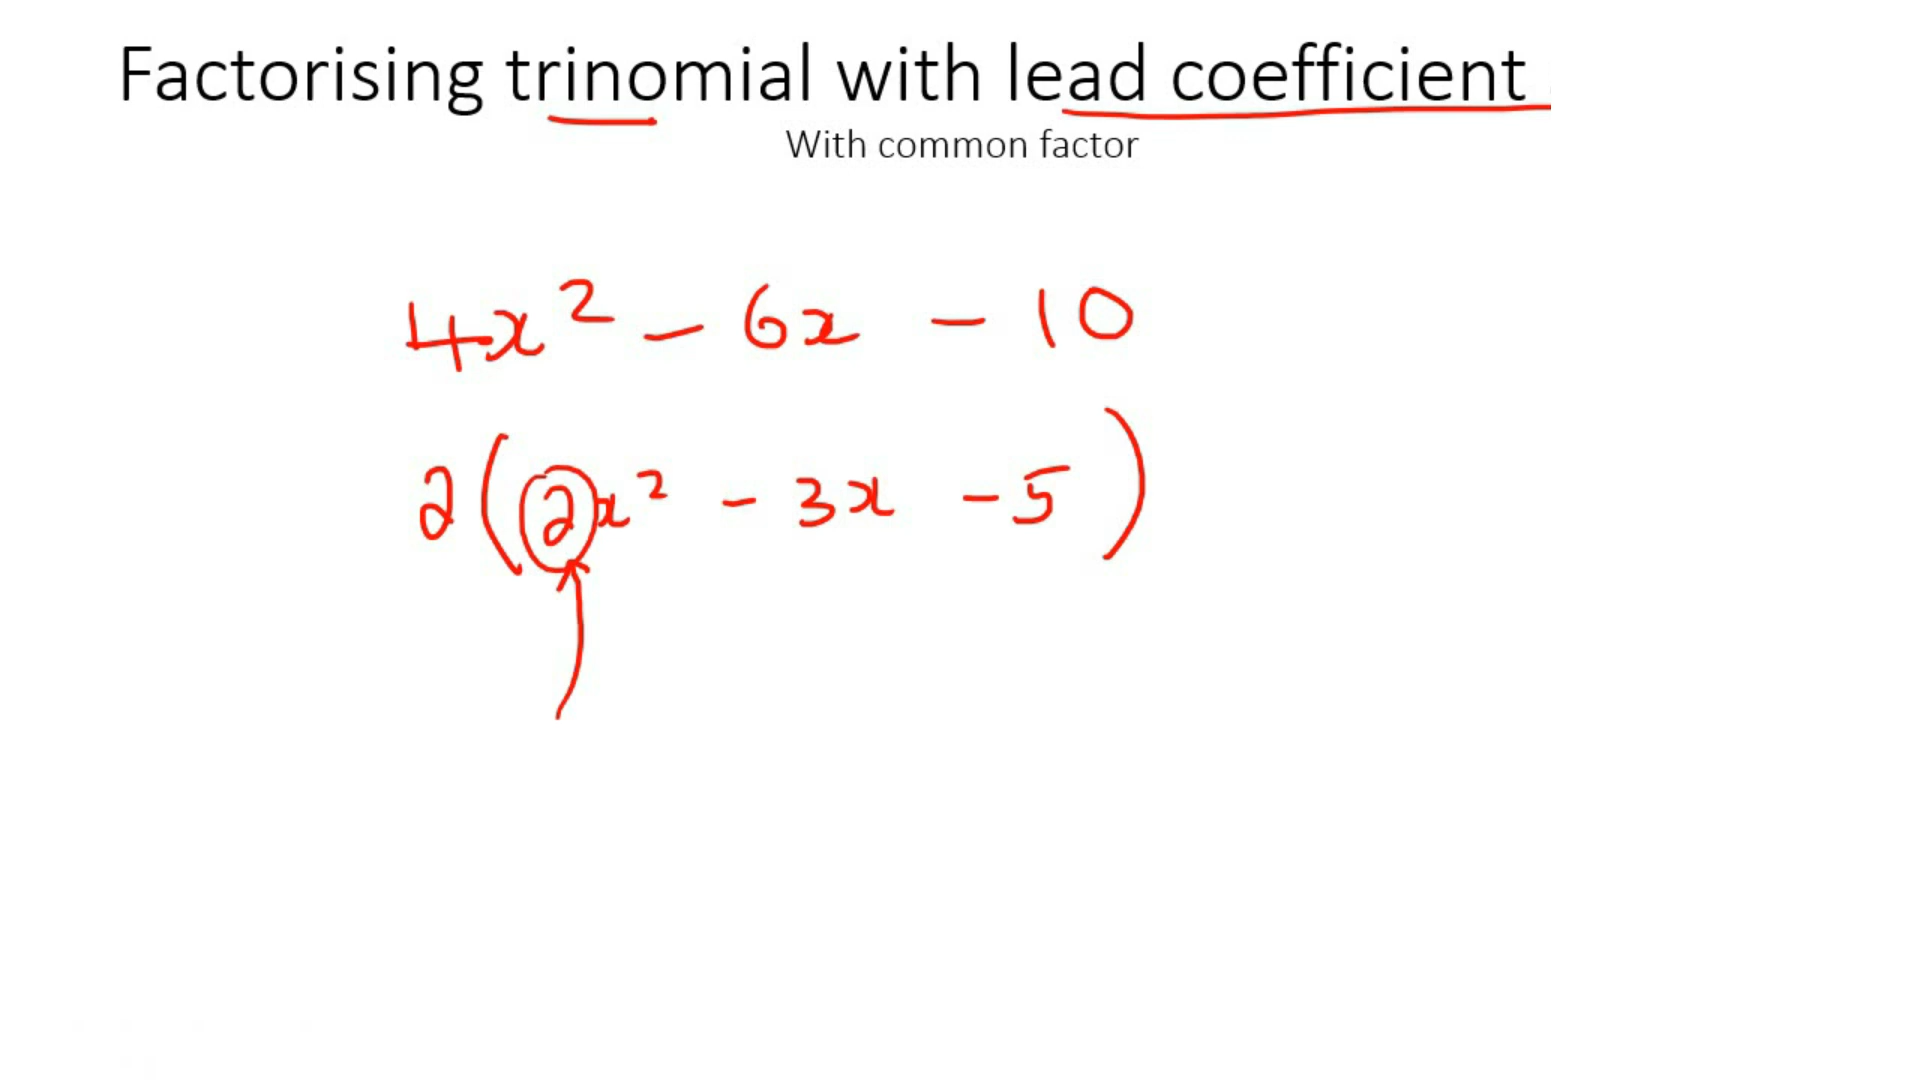 Factorising trinomial with lead coefficient
With common factor
4x² - 6x - 10
2(2x² - 3x - 5)